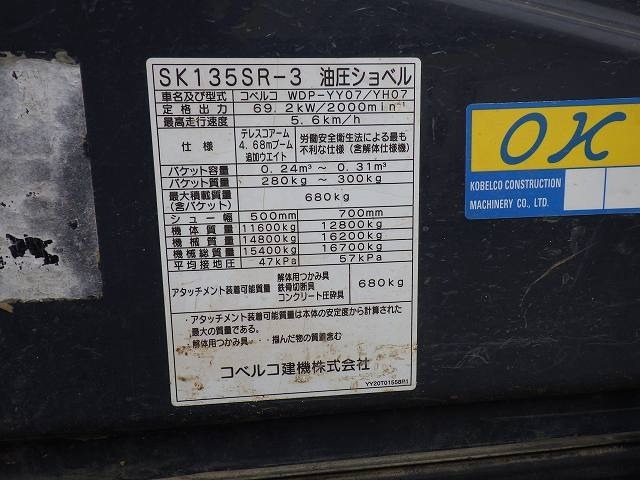 SK135SR-3 油圧ショベル
車名及び型式 コベルコ WDP-YY07/YH07
定格出力 69.2kW/2000min⁻¹
最高走行速度 5.6km/h
仕様 テレスコアーム 4.68mブーム 追加ウエイト 労働安全衛生法による最も不利な仕様(含解体仕様機)
バケット容量 0.24m³ ~ 0.31m³
バケット質量 280kg ~ 300kg
最大積載質量 (含バケット) 680kg
シュー幅 500mm 700mm
機体質量 11600kg 12800kg
機械質量 14800kg 16200kg
機械総質量 15400kg 16700kg
平均接地圧 47kPa 57kPa
アタッチメント装着可能質量 解体用つかみ具 鉄骨切断具 コンクリート圧砕具 680kg
・アタッチメント装着可能質量は本体の安定度から計算された
最大の質量である。
・解体用つかみ具・・・掴んだ物の質量含む
コベルコ建機株式会社
YY20T01558P1
OK
KOBELCO CONSTRUCTION
MACHINERY CO., LTD.